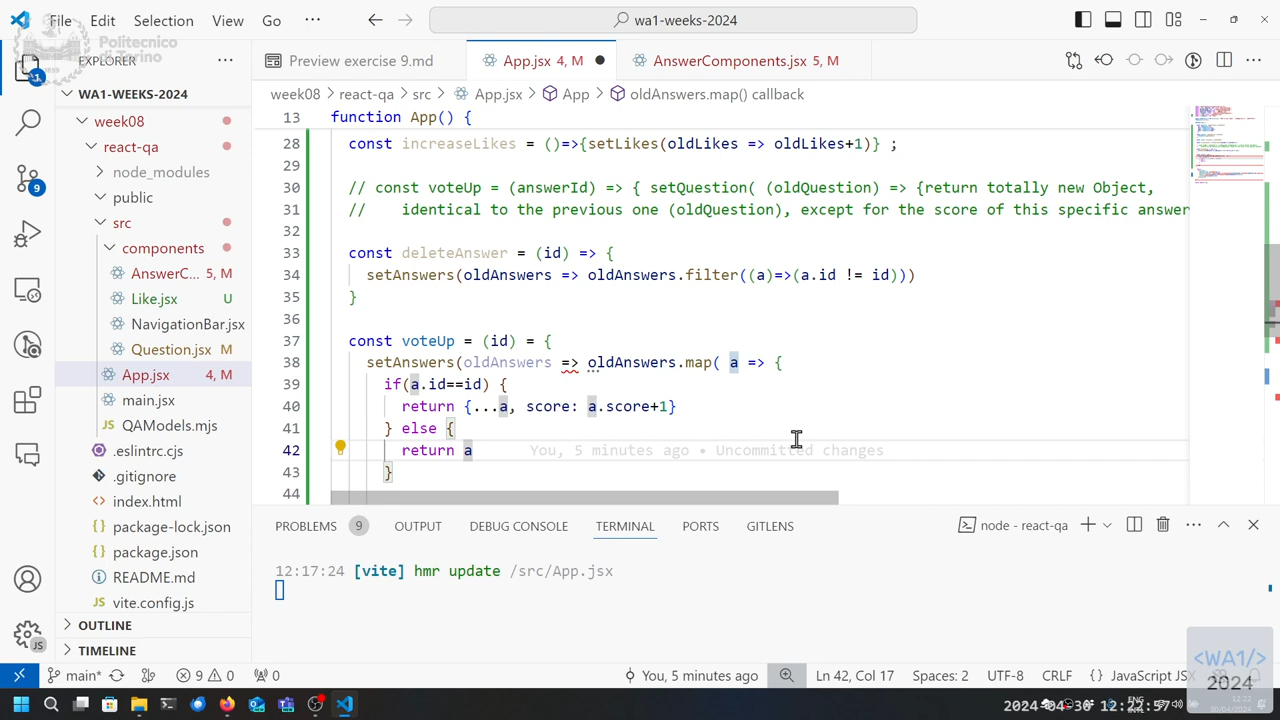 File Edit Selection View Go ··· wa1-weeks-2024
Politecnico
di Torino
EXPLORER ···
Preview exercise 9.md App.jsx 4, M AnswerComponents.jsx 5, M
WA1-WEEKS-2024
week08 > react-qa > src > App.jsx > App > oldAnswers.map() callback
week08
react-qa
node_modules
public
src
components
AnswerC... 5, M
Like.jsx U
NavigationBar.jsx
Question.jsx M
App.jsx 4, M
main.jsx
QAModels.mjs
.eslintrc.cjs
.gitignore
index.html
package-lock.json
package.json
README.md
vite.config.js
OUTLINE
TIMELINE
13 function App() {
28 const increaseLikes = ()=>{setLikes(oldLikes => oldLikes+1)} ;
29
30 // const voteUp = (answerId) => { setQuestion( (oldQuestion) => {return totally new Object,
31 // identical to the previous one (oldQuestion), except for the score of this specific answer
32
33 const deleteAnswer = (id) => {
34 setAnswers(oldAnswers => oldAnswers.filter((a)=>(a.id != id)))
35 }
36
37 const voteUp = (id) = {
38 setAnswers(oldAnswers => oldAnswers.map( a => {
39 if(a.id==id) {
40 return {...a, score: a.score+1}
41 } else {
42 return a You, 5 minutes ago • Uncommitted changes
43 }
44
PROBLEMS 9 OUTPUT DEBUG CONSOLE TERMINAL PORTS GITLENS node - react-qa
12:17:24 [vite] hmr update /src/App.jsx
main* 9 0 0 You, 5 minutes ago Ln 42, Col 17 Spaces: 2 UTF-8 CRLF { } JavaScript JSX
<WA1/>
2024
2024-04-30 12:22:57